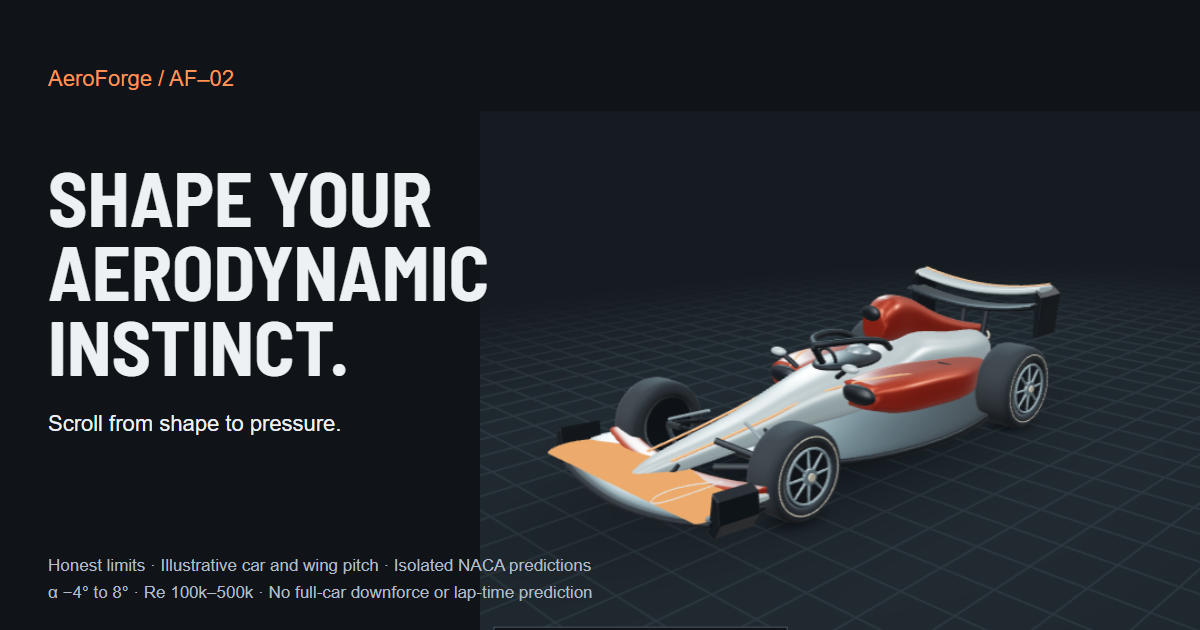 AeroForge / AF–02
SHAPE YOUR
AERODYNAMIC
INSTINCT.
Scroll from shape to pressure.
Honest limits · Illustrative car and wing pitch · Isolated NACA predictions
α −4° to 8° · Re 100k–500k · No full-car downforce or lap-time prediction